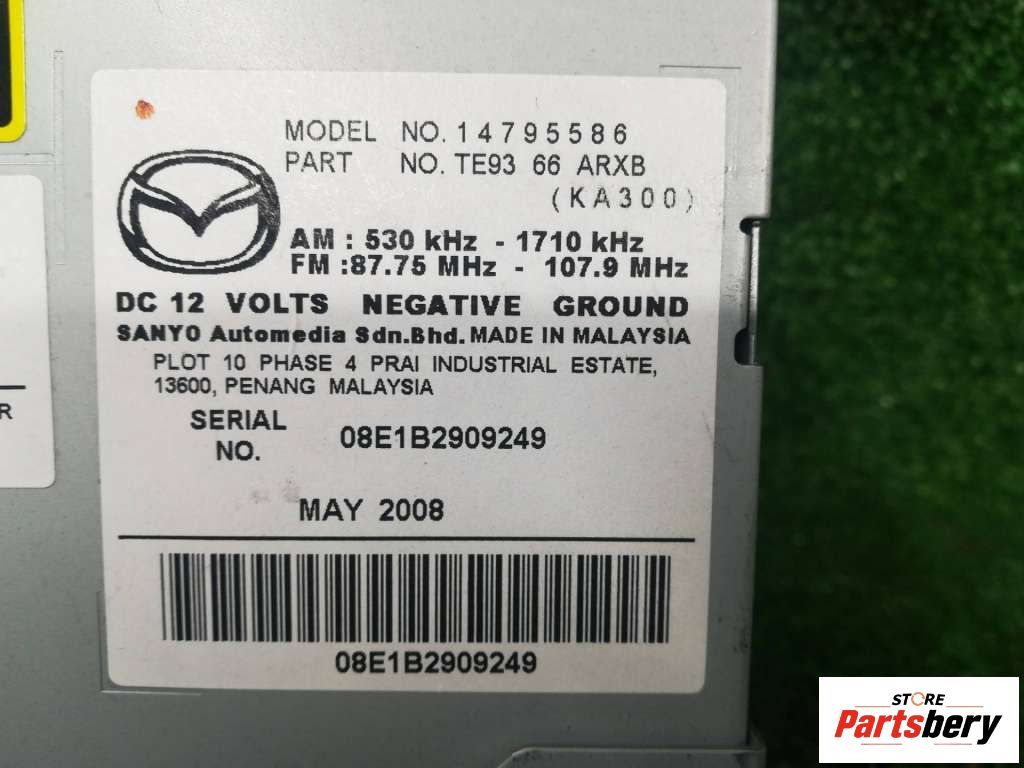 MODEL NO. 14795586
PART NO. TE93 66 ARXB
(KA300)
AM : 530 kHz - 1710 kHz
FM :87.75 MHz - 107.9 MHz
DC 12 VOLTS NEGATIVE GROUND
SANYO Automedia Sdn.Bhd. MADE IN MALAYSIA
PLOT 10 PHASE 4 PRAI INDUSTRIAL ESTATE,
13600, PENANG MALAYSIA
R
SERIAL NO. 08E1B2909249
MAY 2008
08E1B2909249
STORE
Partsbery